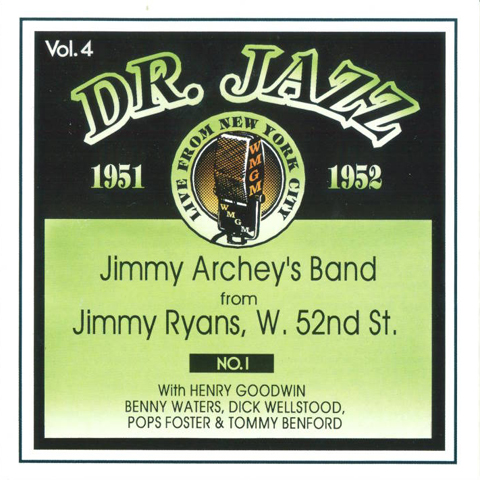 Vol. 4
DR. JAZZ
1951
LIVE FROM NEW YORK CITY
WMGM
WMGM
1952
Jimmy Archey's Band
from
Jimmy Ryans, W. 52nd St.
NO. 1
With HENRY GOODWIN
BENNY WATERS, DICK WELLSTOOD,
POPS FOSTER & TOMMY BENFORD